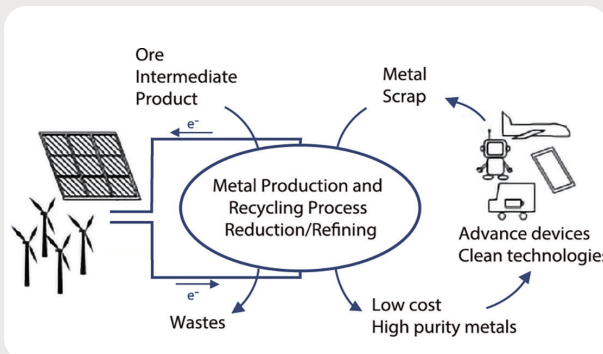 Ore
Intermediate
Product
Metal
Scrap
e⁻
Metal Production and
Recycling Process
Reduction/Refining
Advance devices
Clean technologies
e⁻
Wastes
Low cost
High purity metals